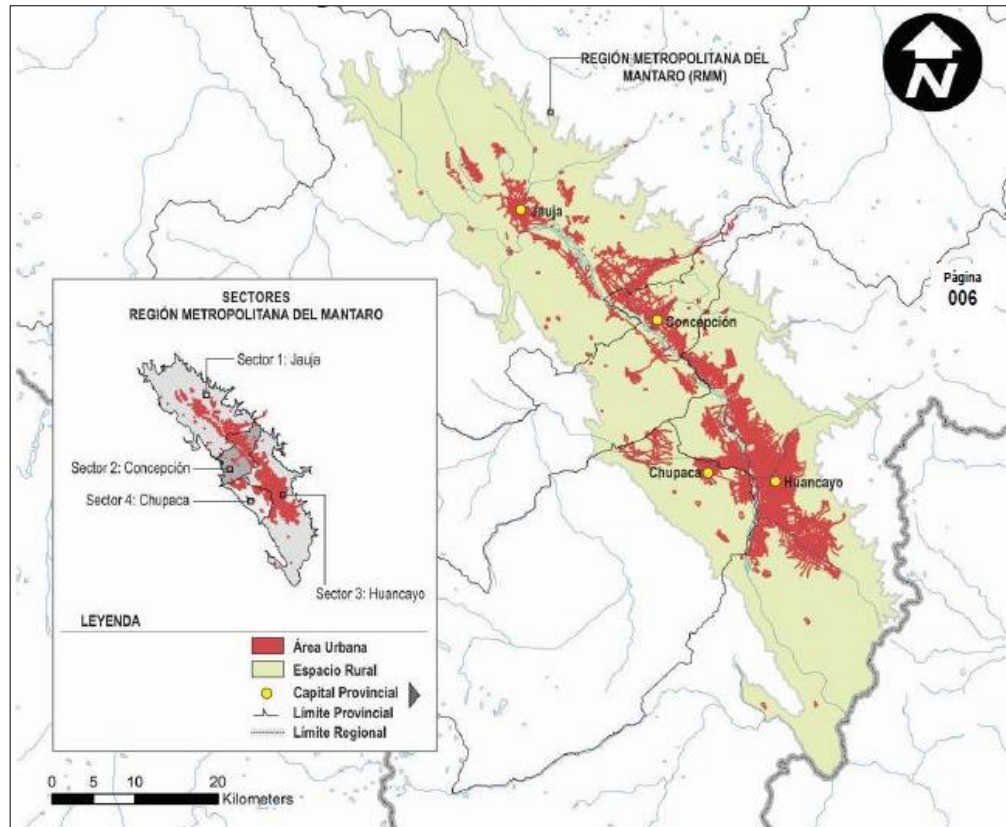 N
REGIÓN METROPOLITANA DEL
MANTARO (RMM)
Jauja
Página
006
Concepción
Chupaca
Huancayo
SECTORES
REGIÓN METROPOLITANA DEL MANTARO
Sector 1: Jauja
Sector 2: Concepción
Sector 4: Chupaca
Sector 3: Huancayo
LEYENDA
Área Urbana
Espacio Rural
Capital Provincial
Límite Provincial
Límite Regional
0 5 10 20
Kilometers